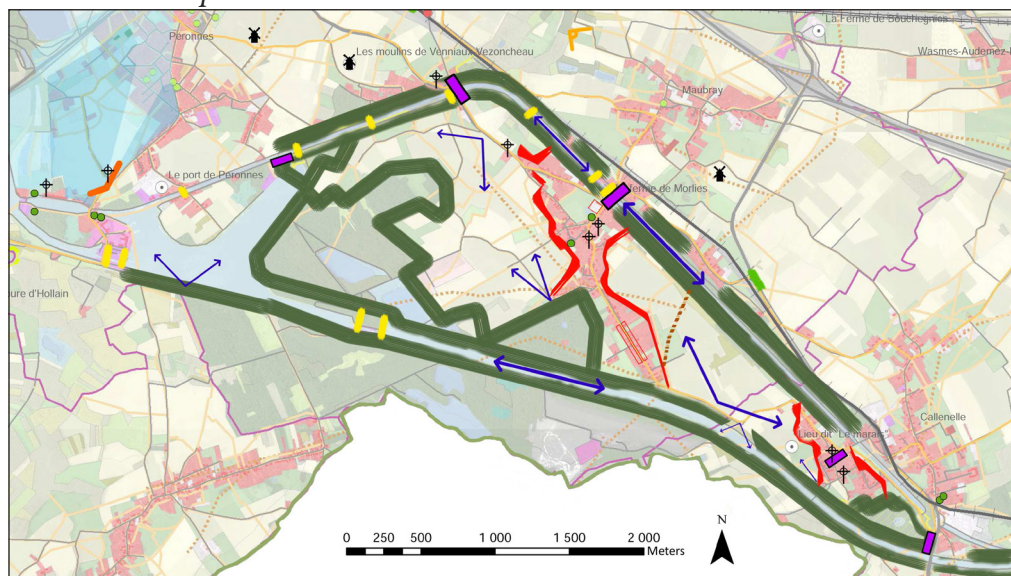 La Ferme de Souchegnies
Péronnes
Les moulins de Venniaux-Vezoncheau
Wasmes-Audemez-
Maubray
Le port de Péronnes
Ferme de Morlies
ure d'Hollain
Callenelle
Lieu dit "Le marais"
N
0 250 500 1 000 1 500 2 000
Meters